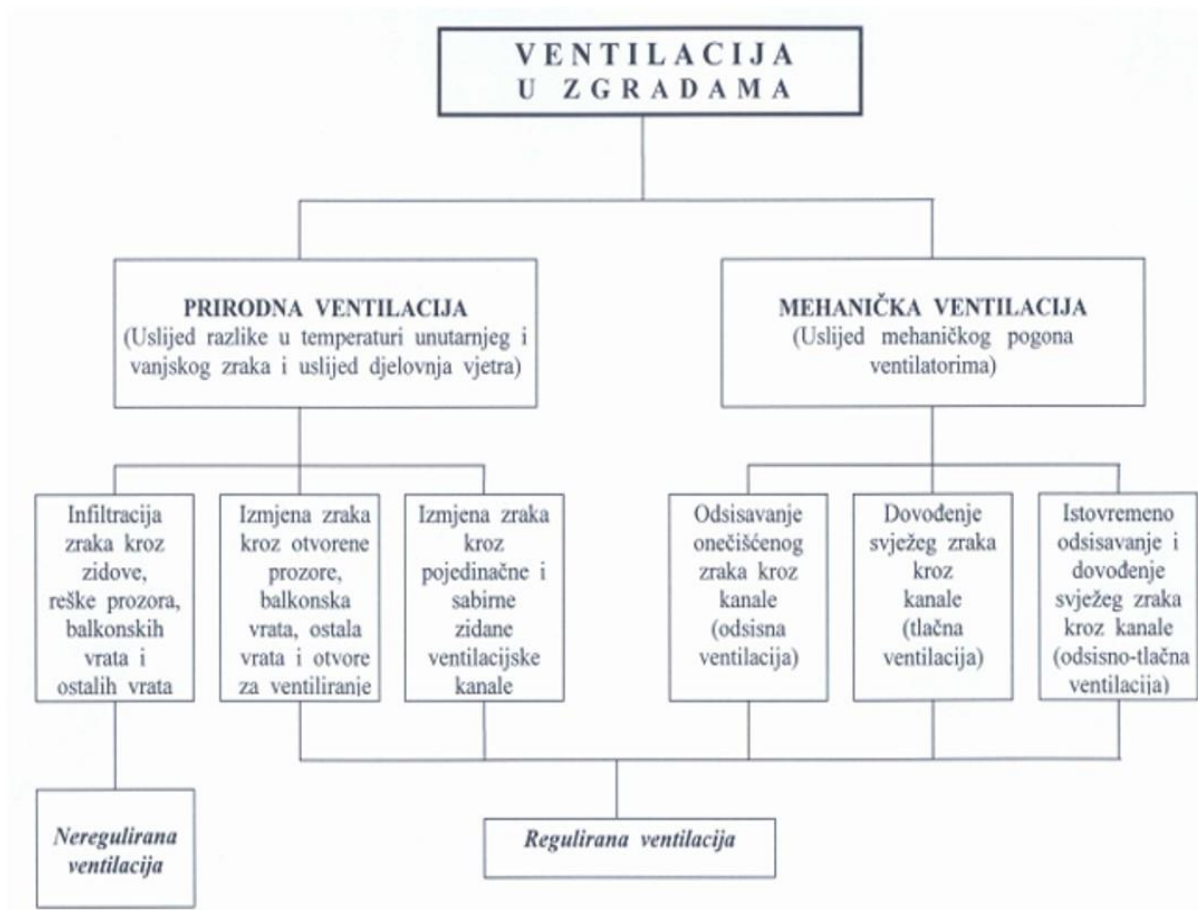 VENTILACIJA
U ZGRADAMA
PRIRODNA VENTILACIJA
(Uslijed razlike u temperaturi unutarnjeg i
vanjskog zraka i uslijed djelovnja vjetra)
MEHANIČKA VENTILACIJA
(Uslijed mehaničkog pogona
ventilatorima)
Infiltracija
zraka kroz
zidove,
reške prozora,
balkonskih
vrata i
ostalih vrata
Izmjena zraka
kroz otvorene
prozore,
balkonska
vrata, ostala
vrata i otvore
za ventiliranje
Izmjena zraka
kroz
pojedinačne i
sabirne
zidane
ventilacijske
kanale
Odsisavanje
onečišćenog
zraka kroz
kanale
(odsisna
ventilacija)
Dovođenje
svježeg zraka
kroz
kanale
(tlačna
ventilacija)
Istovremeno
odsisavanje i
dovođenje
svježeg zraka
kroz kanale
(odsisno-tlačna
ventilacija)
Neregulirana
ventilacija
Regulirana ventilacija